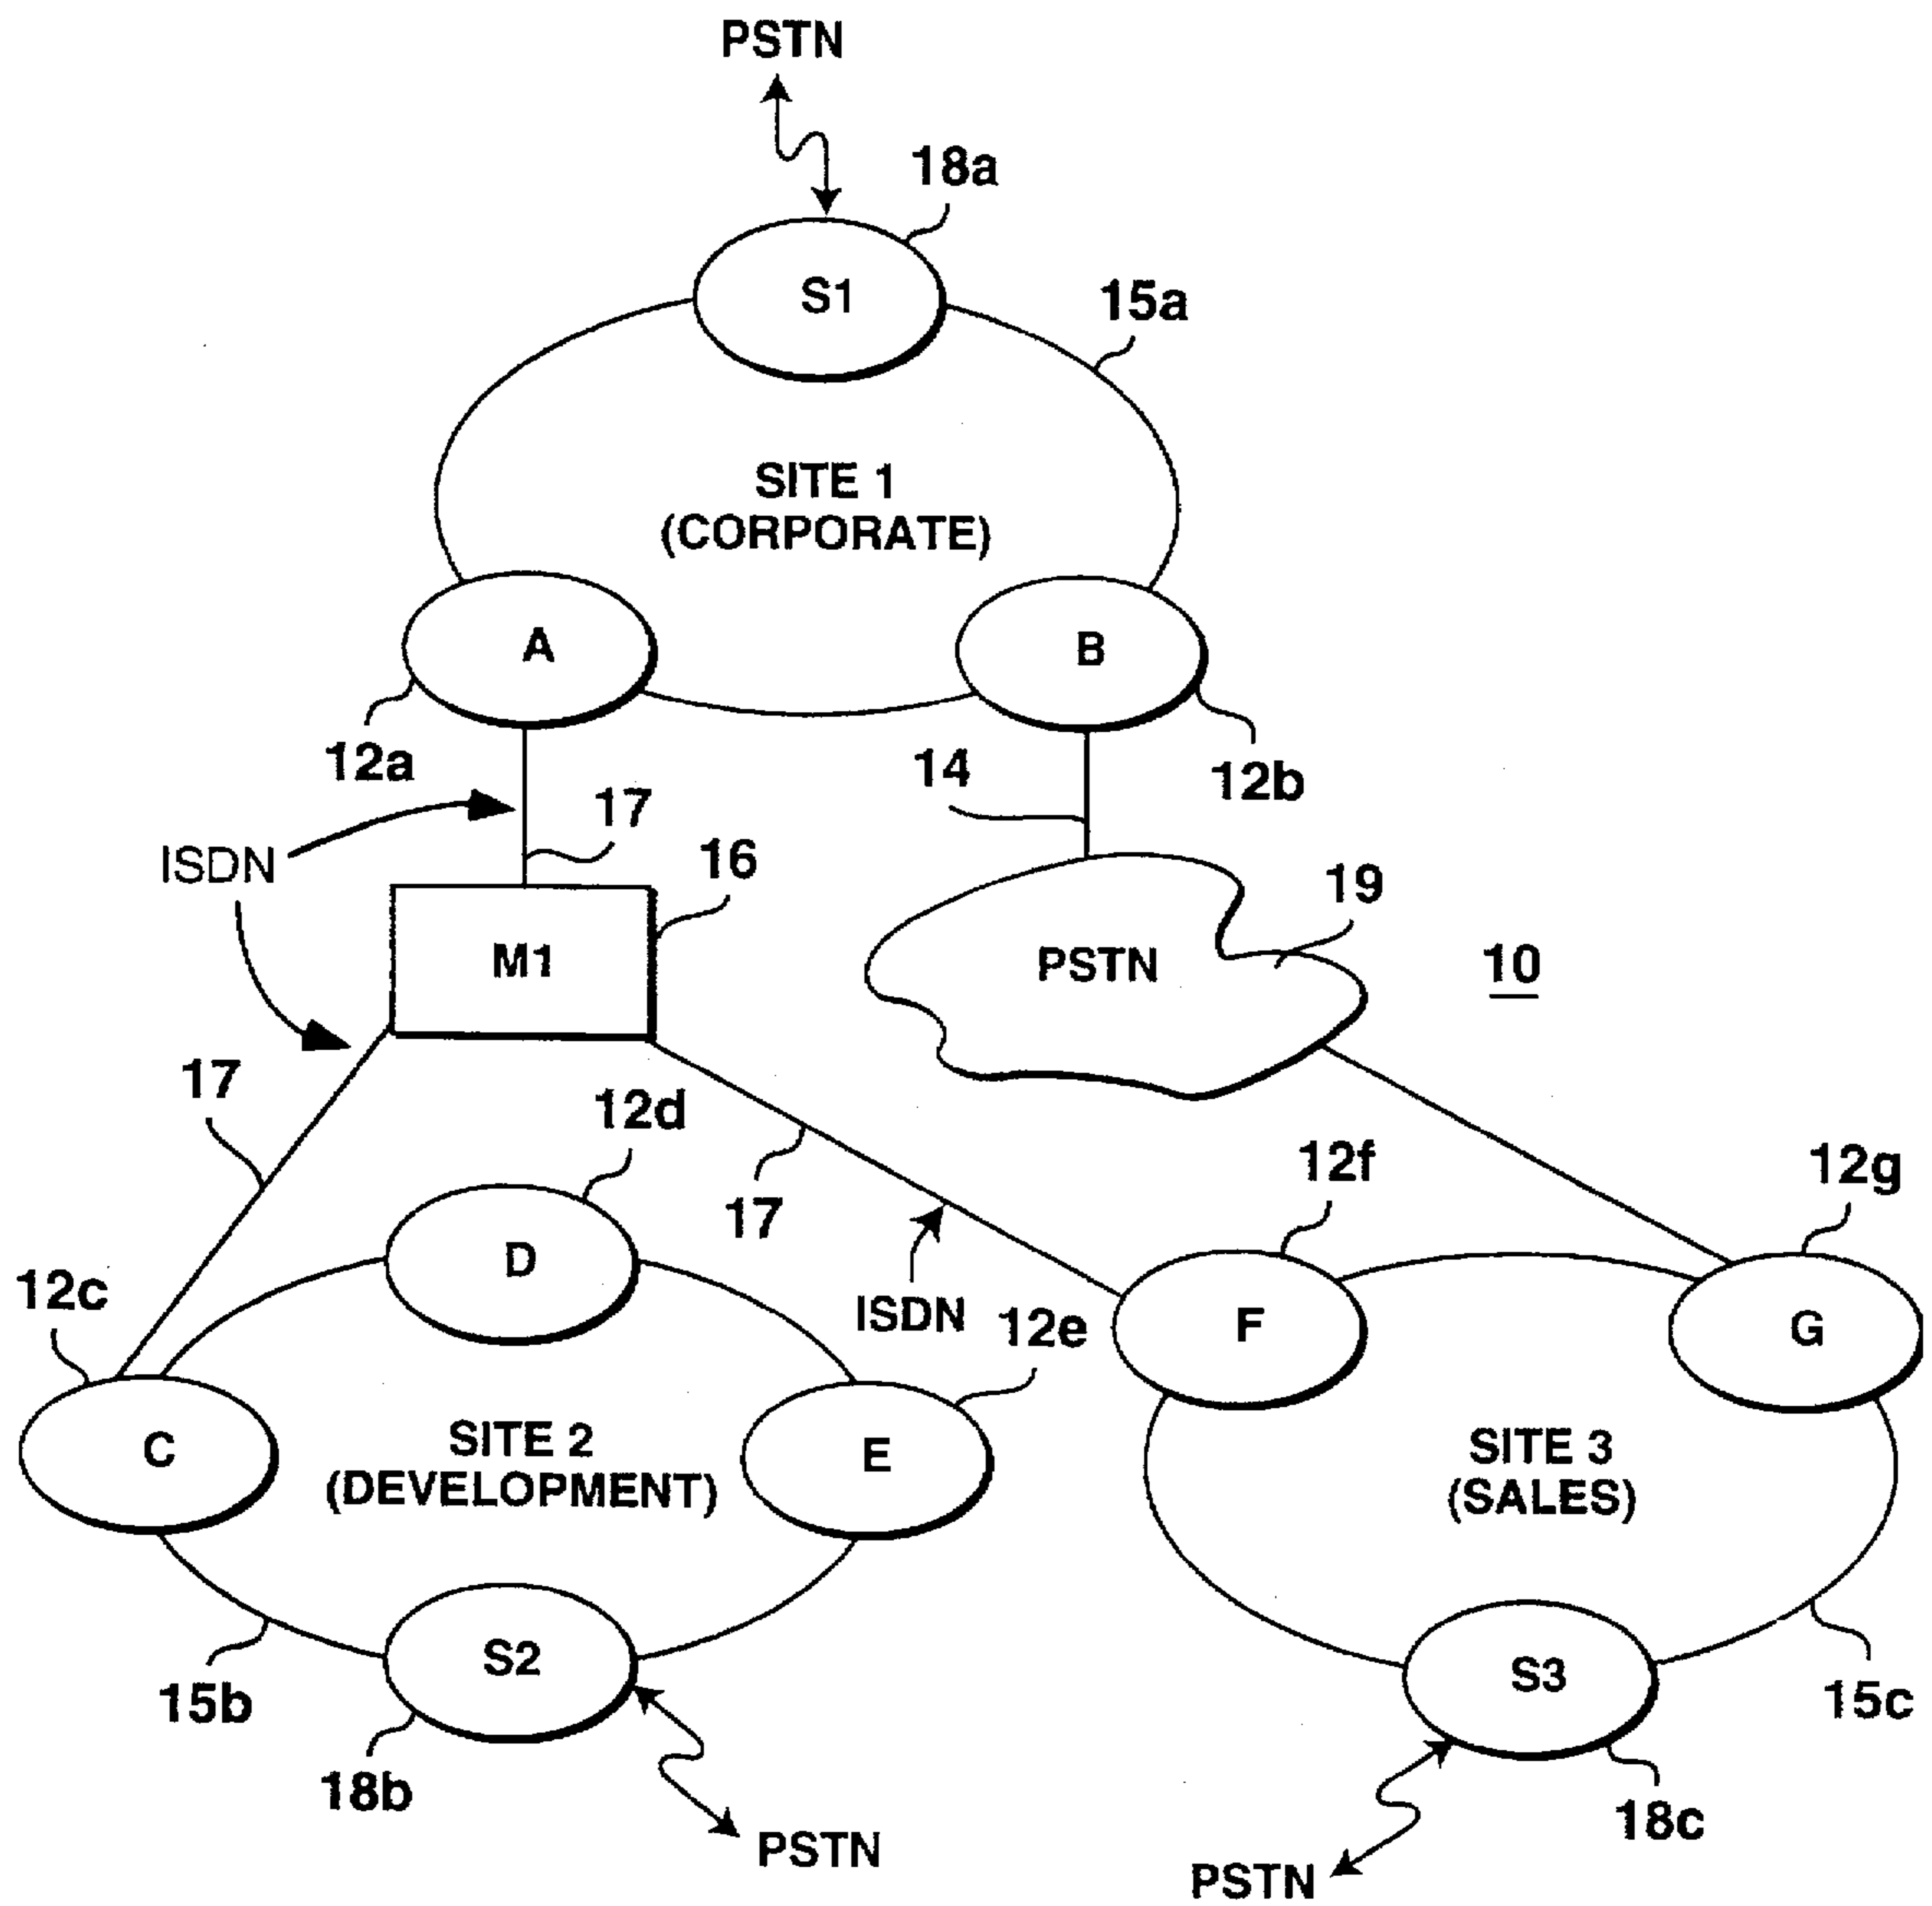 PSTN
18a
S1
15a
SITE 1
(CORPORATE)
A
B
12a
14
12b
17
ISDN
16
19
M1
PSTN
10
17
12d
12f
12g
17
D
12c
ISDN
12e
F
G
C
SITE 2
(DEVELOPMENT)
E
SITE 3
(SALES)
S2
S3
15b
15c
18b
18c
PSTN
PSTN